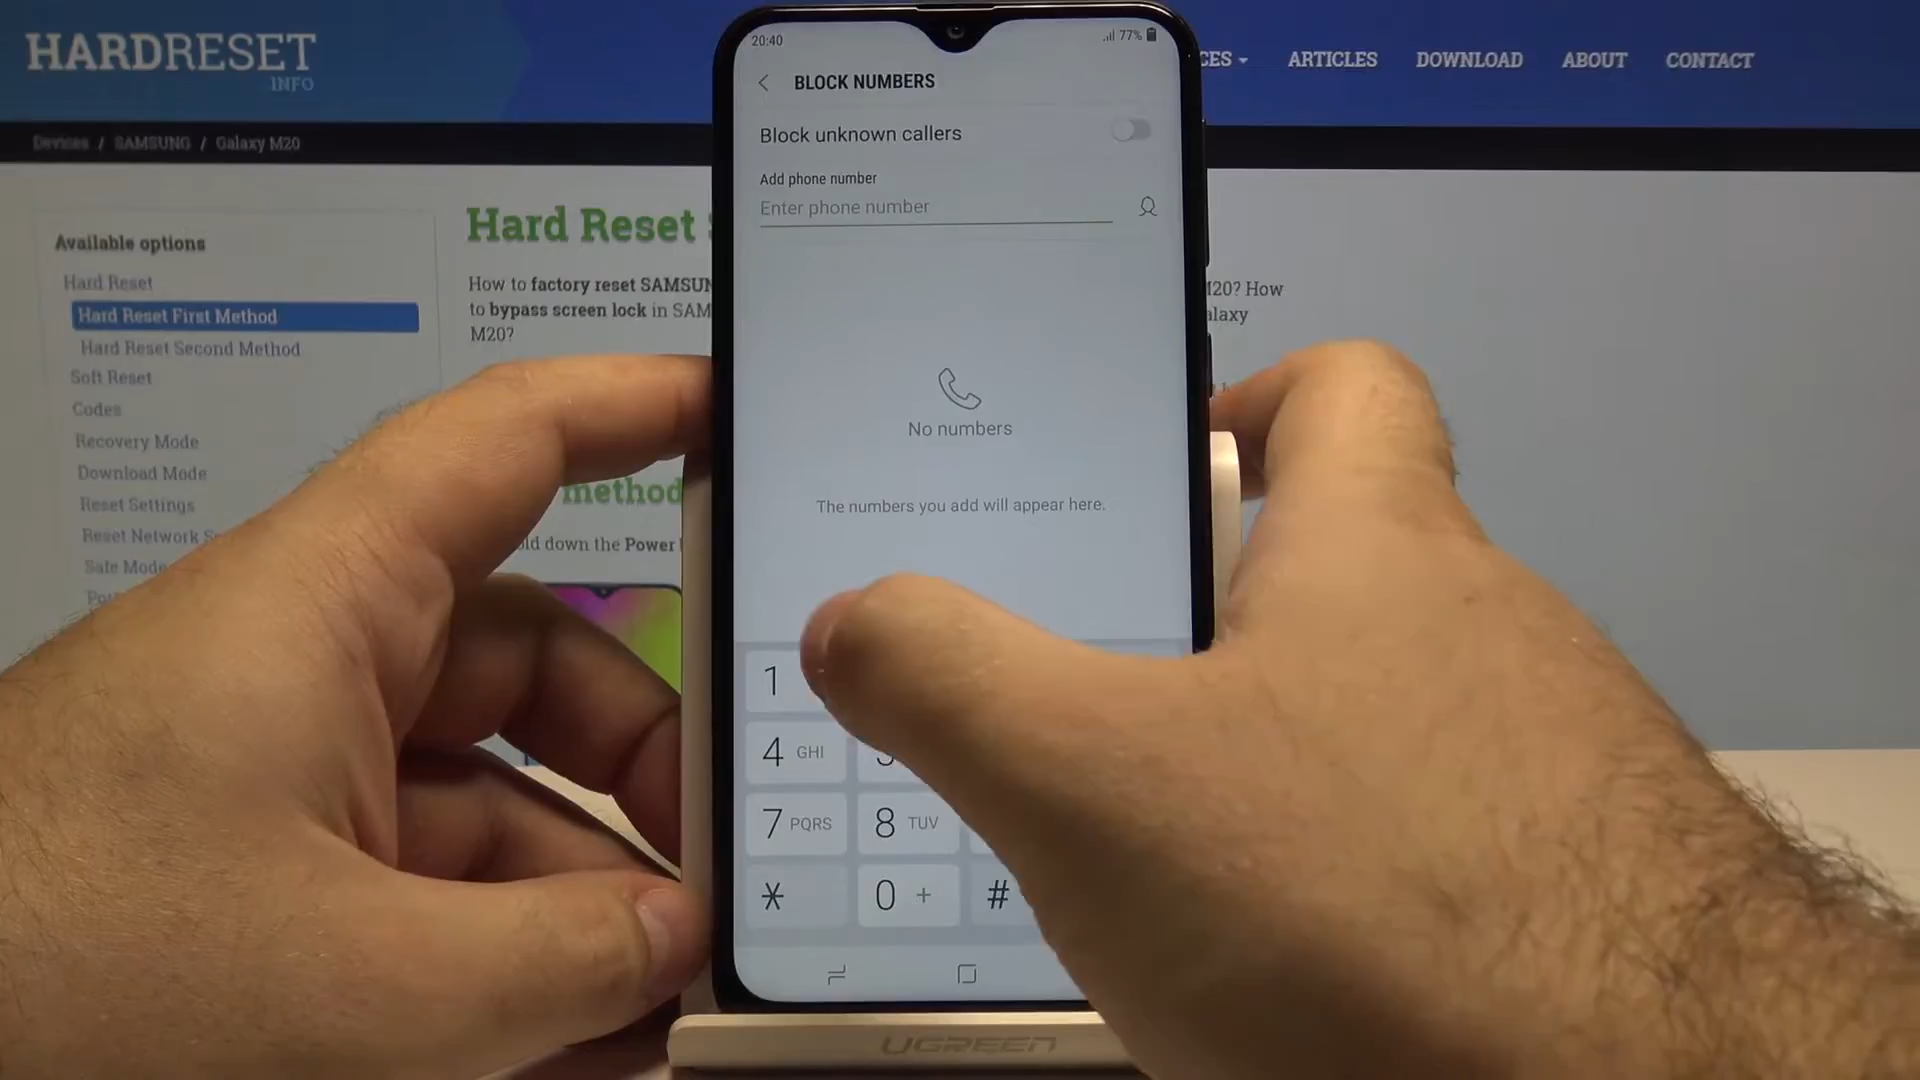 HARDRESET
.INFO
ARTICLES
DOWNLOAD
ABOUT
CONTACT
Devices / SAMSUNG / Galaxy M20
Available options
Hard Reset
Hard Reset First Method
Hard Reset Second Method
Soft Reset
Codes
Recovery Mode
Download Mode
Reset Settings
Reset Network
Safe Mode
Hard Reset
How to factory reset
to bypass screen lock in
M20?
M20? How
method
down the Power
20:40
77%
BLOCK NUMBERS
Block unknown callers
Add phone number
Enter phone number
No numbers
The numbers you add will appear here.
1
4 GHI
7 PQRS
8 TUV
*
0 +
#
UGREEN